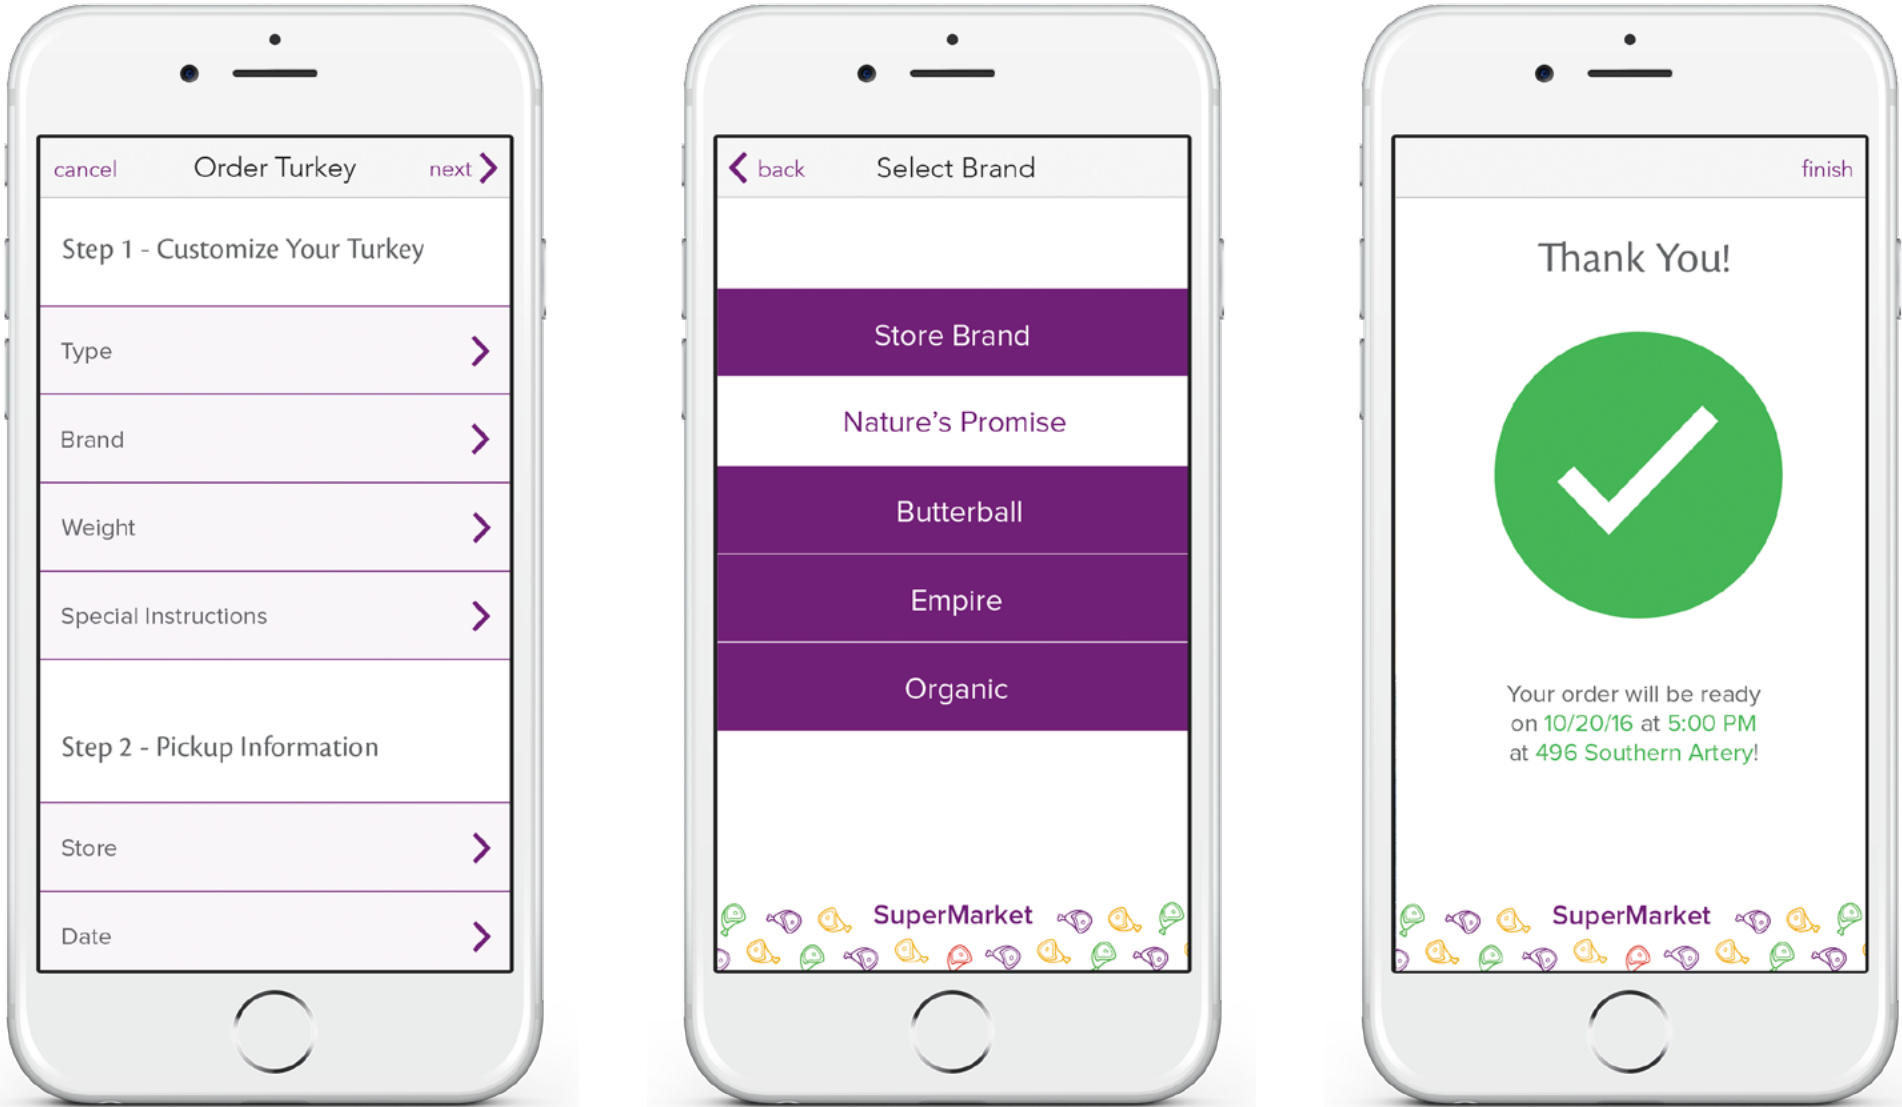 cancel Order Turkey next
Step 1 - Customize Your Turkey
Type
Brand
Weight
Special Instructions
Step 2 - Pickup Information
Store
Date
back Select Brand
Store Brand
Nature's Promise
Butterball
Empire
Organic
SuperMarket
finish
Thank You!
Your order will be ready
on 10/20/16 at 5:00 PM
at 496 Southern Artery!
SuperMarket